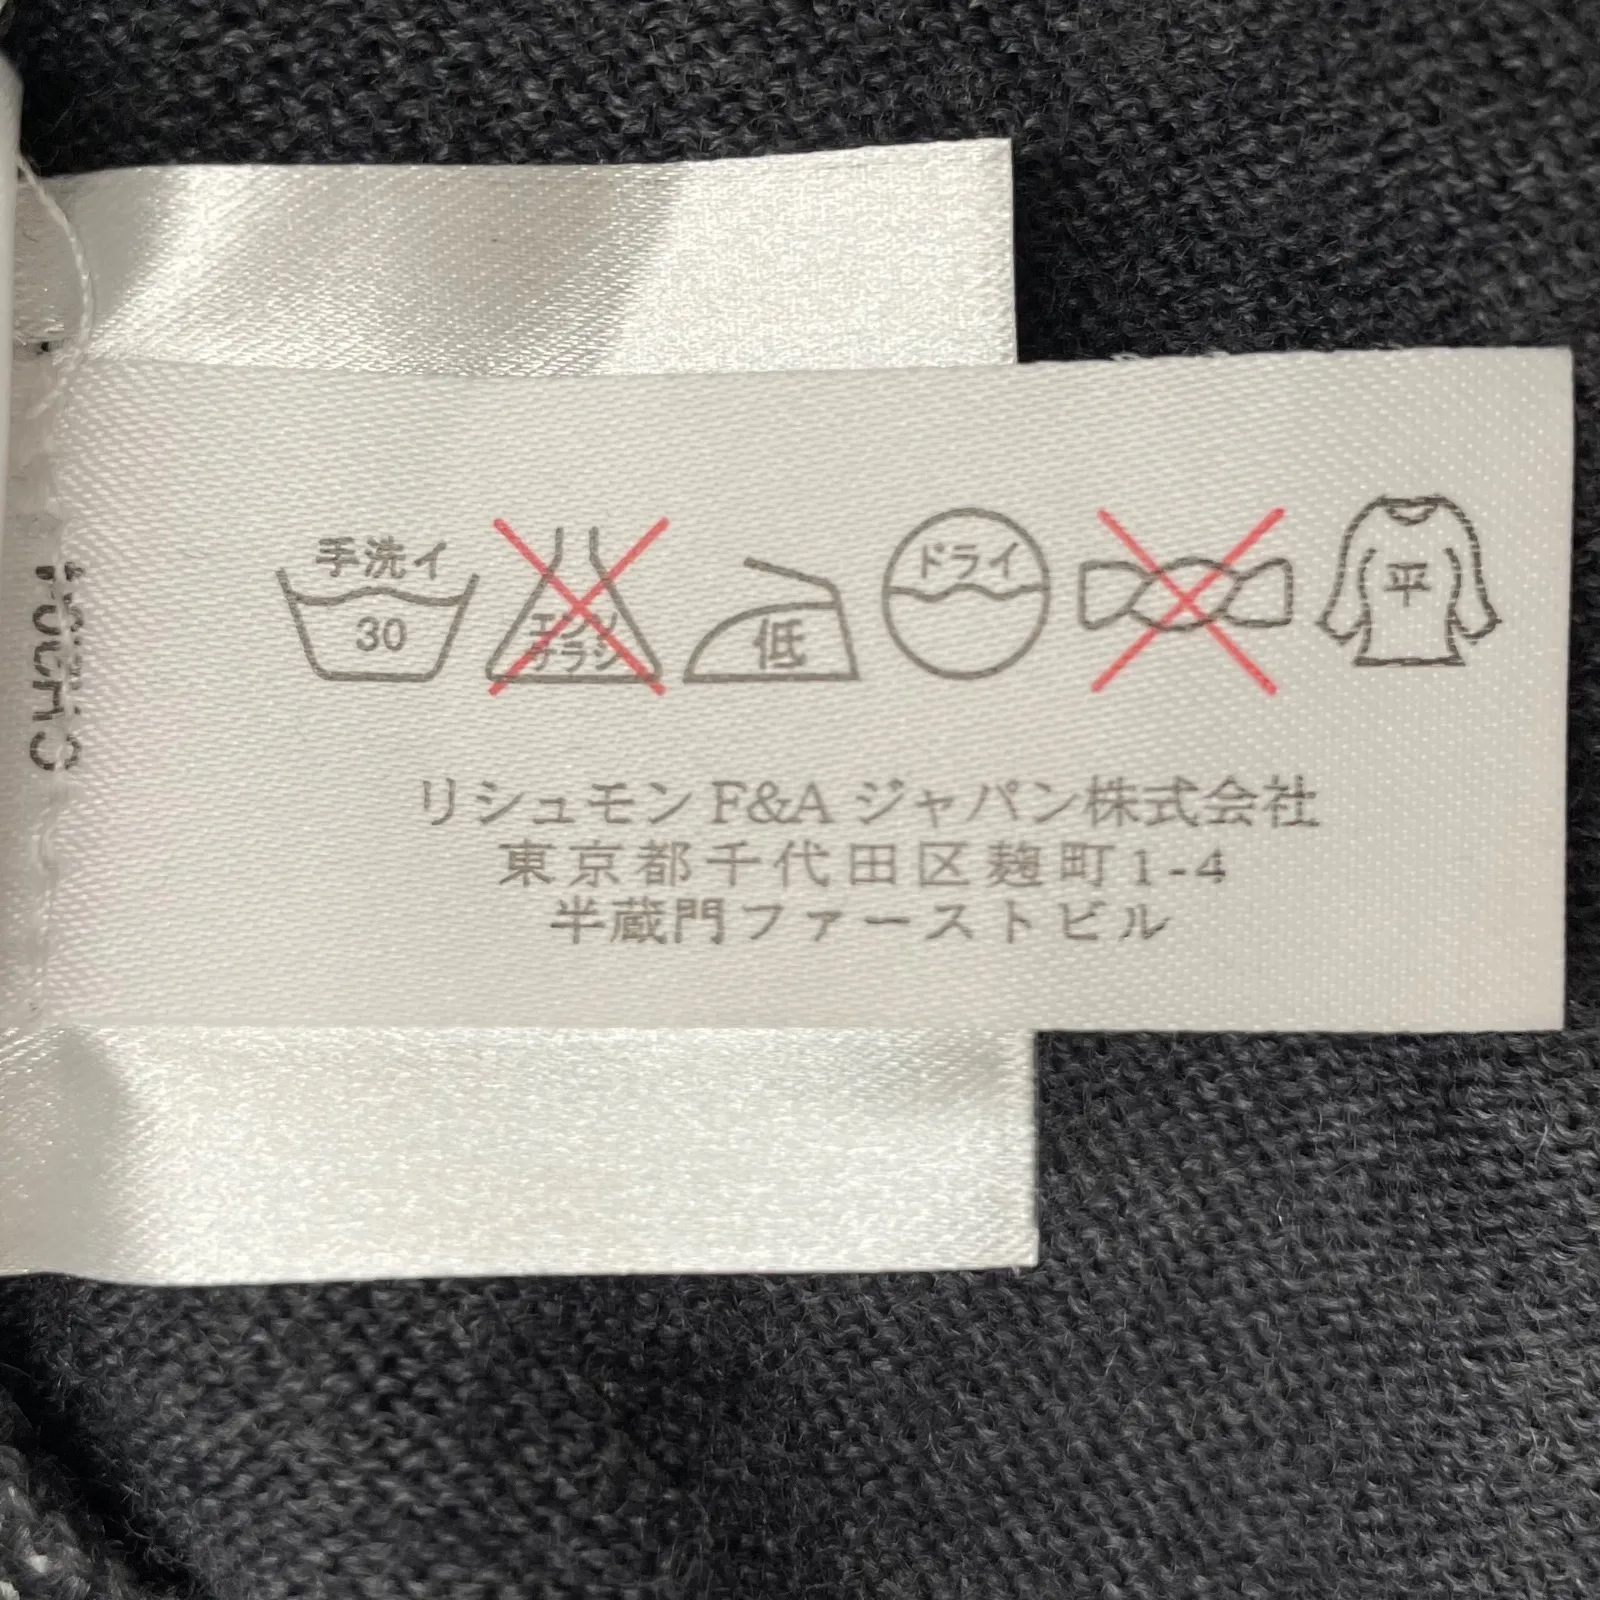 手洗イ
30
エンソ
サラシ
低
ドライ
平
リシュモン F&A ジャパン株式会社
東京都千代田区麹町1-4
半蔵門ファーストビル